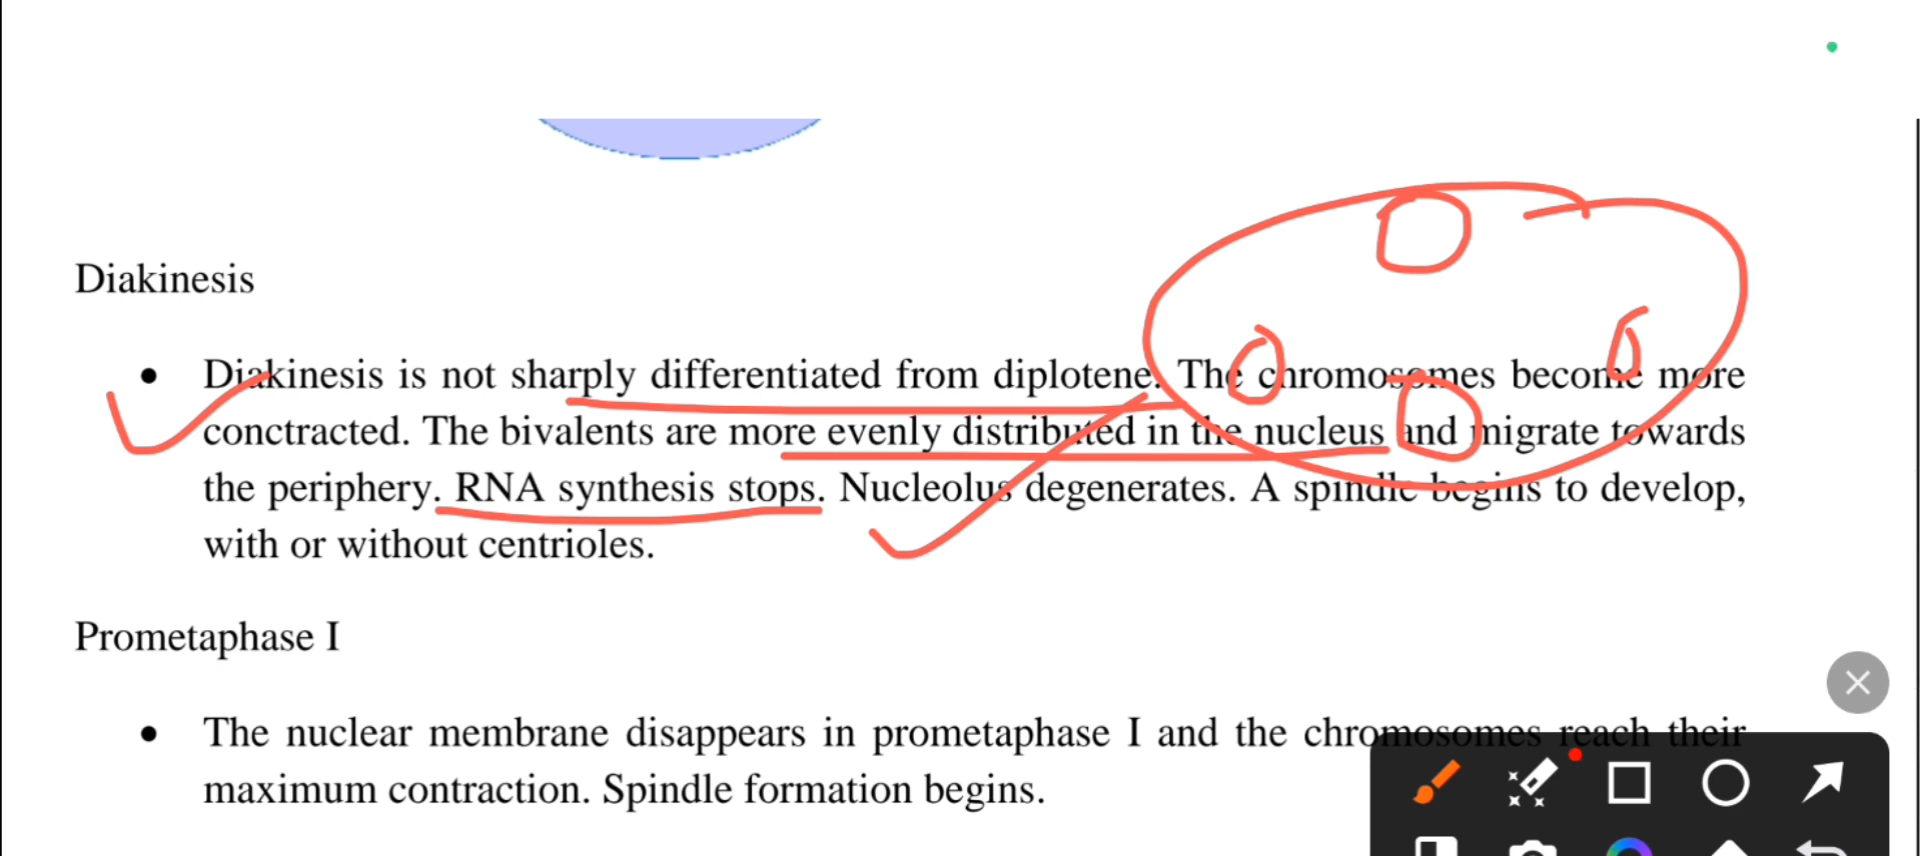 Diakinesis
• Diakinesis is not sharply differentiated from diplotene. The chromosomes become more
conctracted. The bivalents are more evenly distributed in the nucleus and migrate towards
the periphery. RNA synthesis stops. Nucleolus degenerates. A spindle begins to develop,
with or without centrioles.
Prometaphase I
• The nuclear membrane disappears in prometaphase I and the chromosomes reach their
maximum contraction. Spindle formation begins.